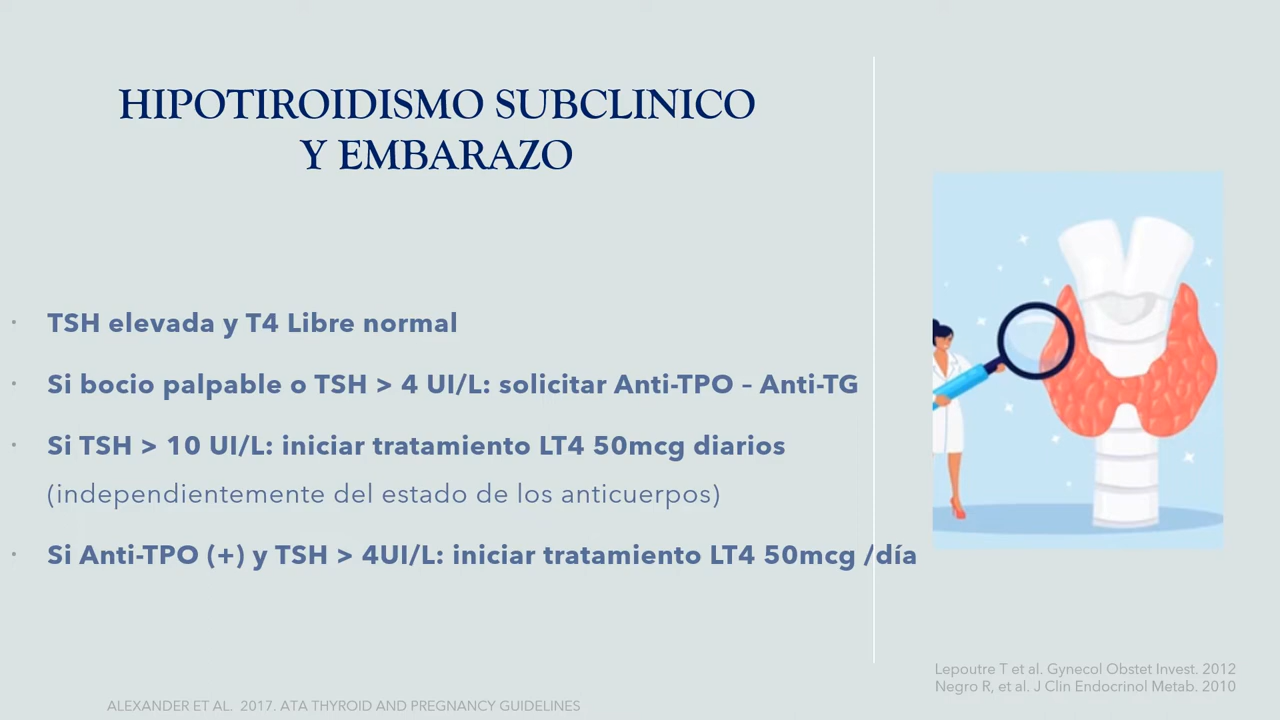 HIPOTIROIDISMO SUBCLINICO
Y EMBARAZO
· TSH elevada y T4 Libre normal
· Si bocio palpable o TSH > 4 UI/L: solicitar Anti-TPO – Anti-TG
· Si TSH > 10 UI/L: iniciar tratamiento LT4 50mcg diarios
(independientemente del estado de los anticuerpos)
· Si Anti-TPO (+) y TSH > 4UI/L: iniciar tratamiento LT4 50mcg /día
Lepoutre T et al. Gynecol Obstet Invest. 2012
Negro R, et al. J Clin Endocrinol Metab. 2010
ALEXANDER ET AL. 2017. ATA THYROID AND PREGNANCY GUIDELINES